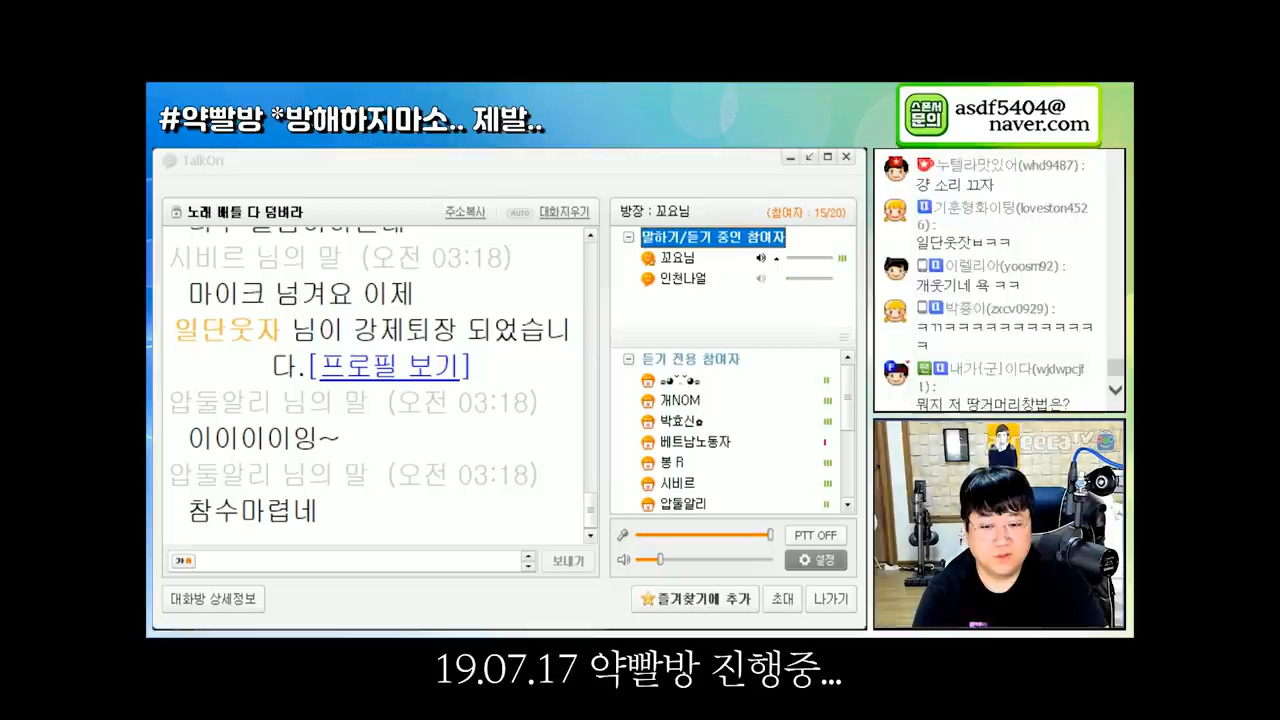 #약빨방 *방해하지마소.. 제발..
스폰서
문의
asdf5404@
naver.com
TalkOn
노래 배틀 다 덤벼라
주소복사
AUTO
대화지우기
시비르 님의 말 (오전 03:18)
마이크 넘겨요 이제
일단웃자 님이 강제퇴장 되었습니
다.[프로필 보기]
압둘알리 님의 말 (오전 03:18)
이이이이잉~
압둘알리 님의 말 (오전 03:18)
참수마렵네
가가
보내기
대화방 상세정보
방장 : 꼬요님
(참여자 : 15/20)
말하기/듣기 중인 참여자
꼬요님
인천나얼
듣기 전용 참여자
개NOM
박효신✿
베트남노동자
봉 R
시비르
압둘알리
PTT OFF
설정
즐겨찾기에 추가
초대
나가기
누텔라맛있어(whd9487) :
걍 소리 끄자
기훈형화이팅(loveston452
6) :
일단웃잣ㅂㅋㅋ
이렐리아(yoosm92) :
개웃기네 욕 ㅋㅋ
박죵이(zxcv0929) :
ㅋㄲㅋㅋㅋㅋㅋㅋㅋㅋㅋㅋ
ㅋ
팬
내가{군}이다(wjdwpcjf
1) :
뭐지 저 땅거머리창법은?
afreecaTV
19.07.17 약빨방 진행중...